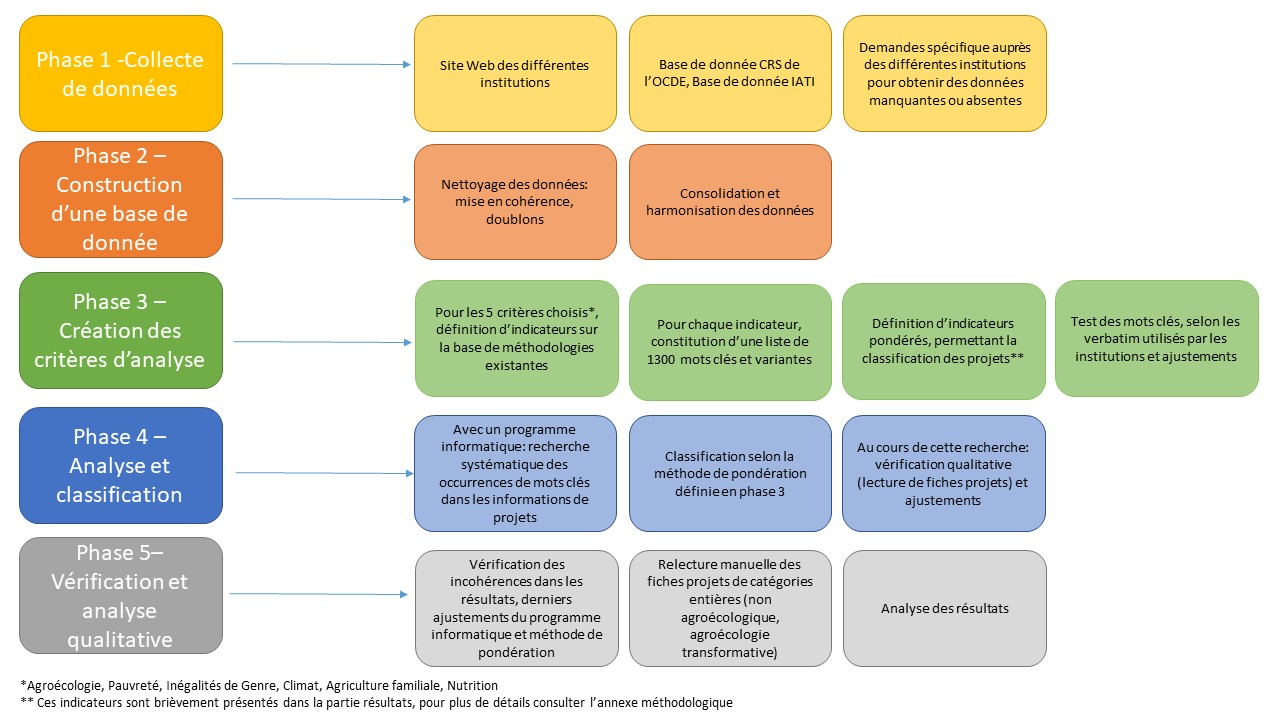 Phase 1 -Collecte
de données
Site Web des différentes
institutions
Base de donnée CRS de
l’OCDE, Base de donnée IATI
Demandes spécifique auprès
des différentes institutions
pour obtenir des données
manquantes ou absentes
Phase 2 –
Construction
d’une base de
donnée
Nettoyage des données:
mise en cohérence,
doublons
Consolidation et
harmonisation des données
Phase 3 –
Création des
critères d’analyse
Pour les 5 critères choisis*,
définition d’indicateurs sur
la base de méthodologies
existantes
Pour chaque indicateur,
constitution d’une liste de
1300 mots clés et variantes
Définition d’indicateurs
pondérés, permettant la
classification des projets**
Test des mots clés, selon les
verbatim utilisés par les
institutions et ajustements
Phase 4 –
Analyse et
classification
Avec un programme
informatique: recherche
systématique des
occurrences de mots clés
dans les informations de
projets
Classification selon la
méthode de pondération
définie en phase 3
Au cours de cette recherche:
vérification qualitative
(lecture de fiches projets) et
ajustements
Phase 5–
Vérification et
analyse
qualitative
Vérification des
incohérences dans les
résultats, derniers
ajustements du programme
informatique et méthode de
pondération
Relecture manuelle des
fiches projets de catégories
entières (non
agroécologique,
agroécologie
transformative)
Analyse des résultats
*Agroécologie, Pauvreté, Inégalités de Genre, Climat, Agriculture familiale, Nutrition
** Ces indicateurs sont brièvement présentés dans la partie résultats, pour plus de détails consulter l’annexe méthodologique